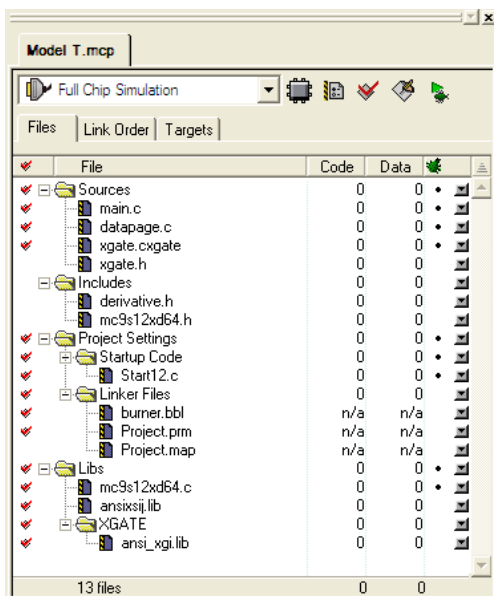 Model T.mcp
Full Chip Simulation
Files Link Order Targets
File Code Data
Sources 0 0
main.c 0 0
datapage.c 0 0
xgate.cxgate 0 0
xgate.h 0 0
Includes 0 0
derivative.h 0 0
mc9s12xd64.h 0 0
Project Settings 0 0
Startup Code 0 0
Start12.c 0 0
Linker Files 0 0
burner.bbl n/a n/a
Project.prm n/a n/a
Project.map n/a n/a
Libs 0 0
mc9s12xd64.c 0 0
ansixsij.lib 0 0
XGATE 0 0
ansi_xgi.lib 0 0
13 files 0 0